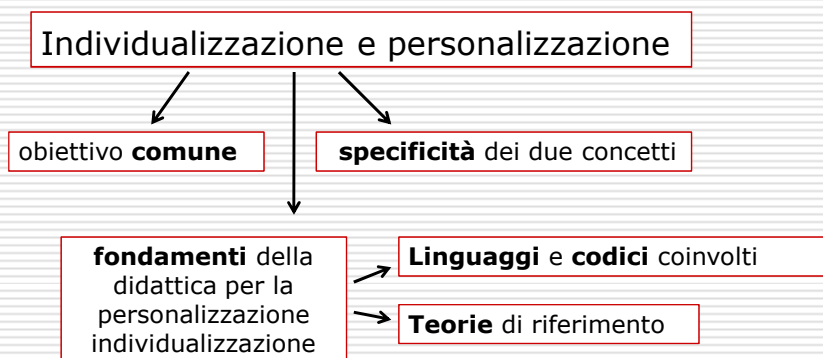 Individualizzazione e personalizzazione
obiettivo comune
specificità dei due concetti
fondamenti della
didattica per la
personalizzazione
individualizzazione
Linguaggi e codici coinvolti
Teorie di riferimento